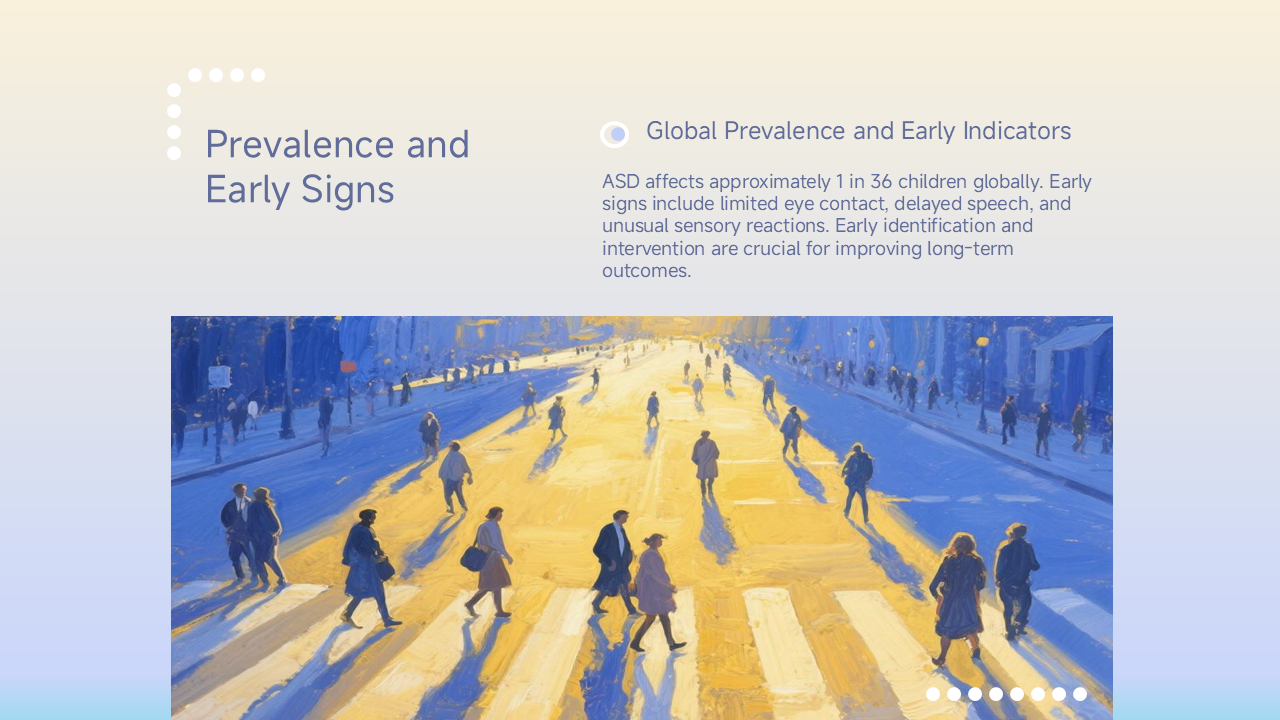 Prevalence and
Early Signs
Global Prevalence and Early Indicators
ASD affects approximately 1 in 36 children globally. Early
signs include limited eye contact, delayed speech, and
unusual sensory reactions. Early identification and
intervention are crucial for improving long-term
outcomes.